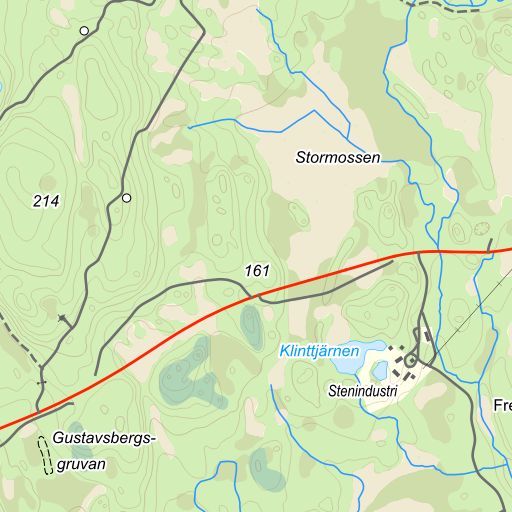 Stormossen
214
161
Klinttjärnen
Stenindustri
Fre
Gustavsbergs-
gruvan